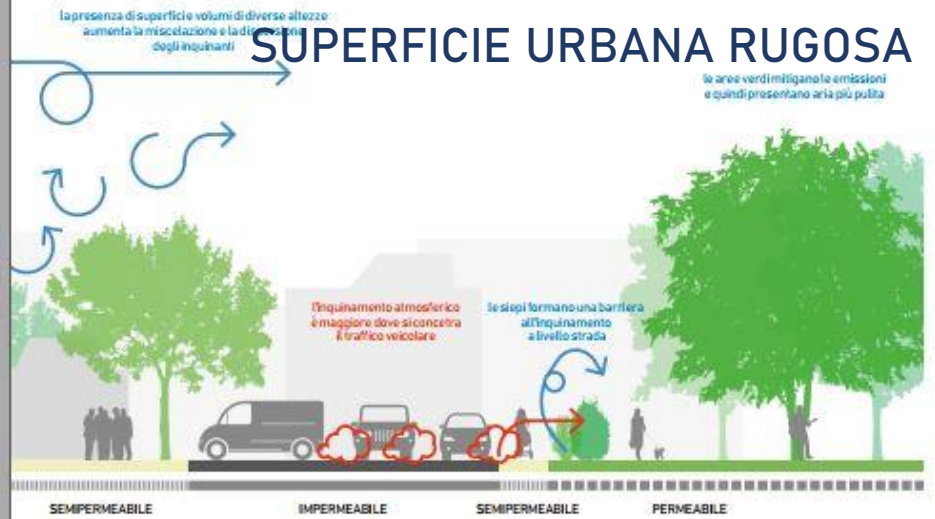 la presenza di superfici e volumi di diverse altezze
aumenta la miscelazione e la dispersione
degli inquinanti
SUPERFICIE URBANA RUGOSA
le aree verdi mitigano le emissioni
e quindi presentano aria più pulita
l'inquinamento atmosferico
è maggiore dove si concetra
il traffico veicolare
le siepi formano una barriera
all'inquinamento
a livello strada
SEMIPERMEABILE
IMPERMEABILE
SEMIPERMEABILE
PERMEABILE